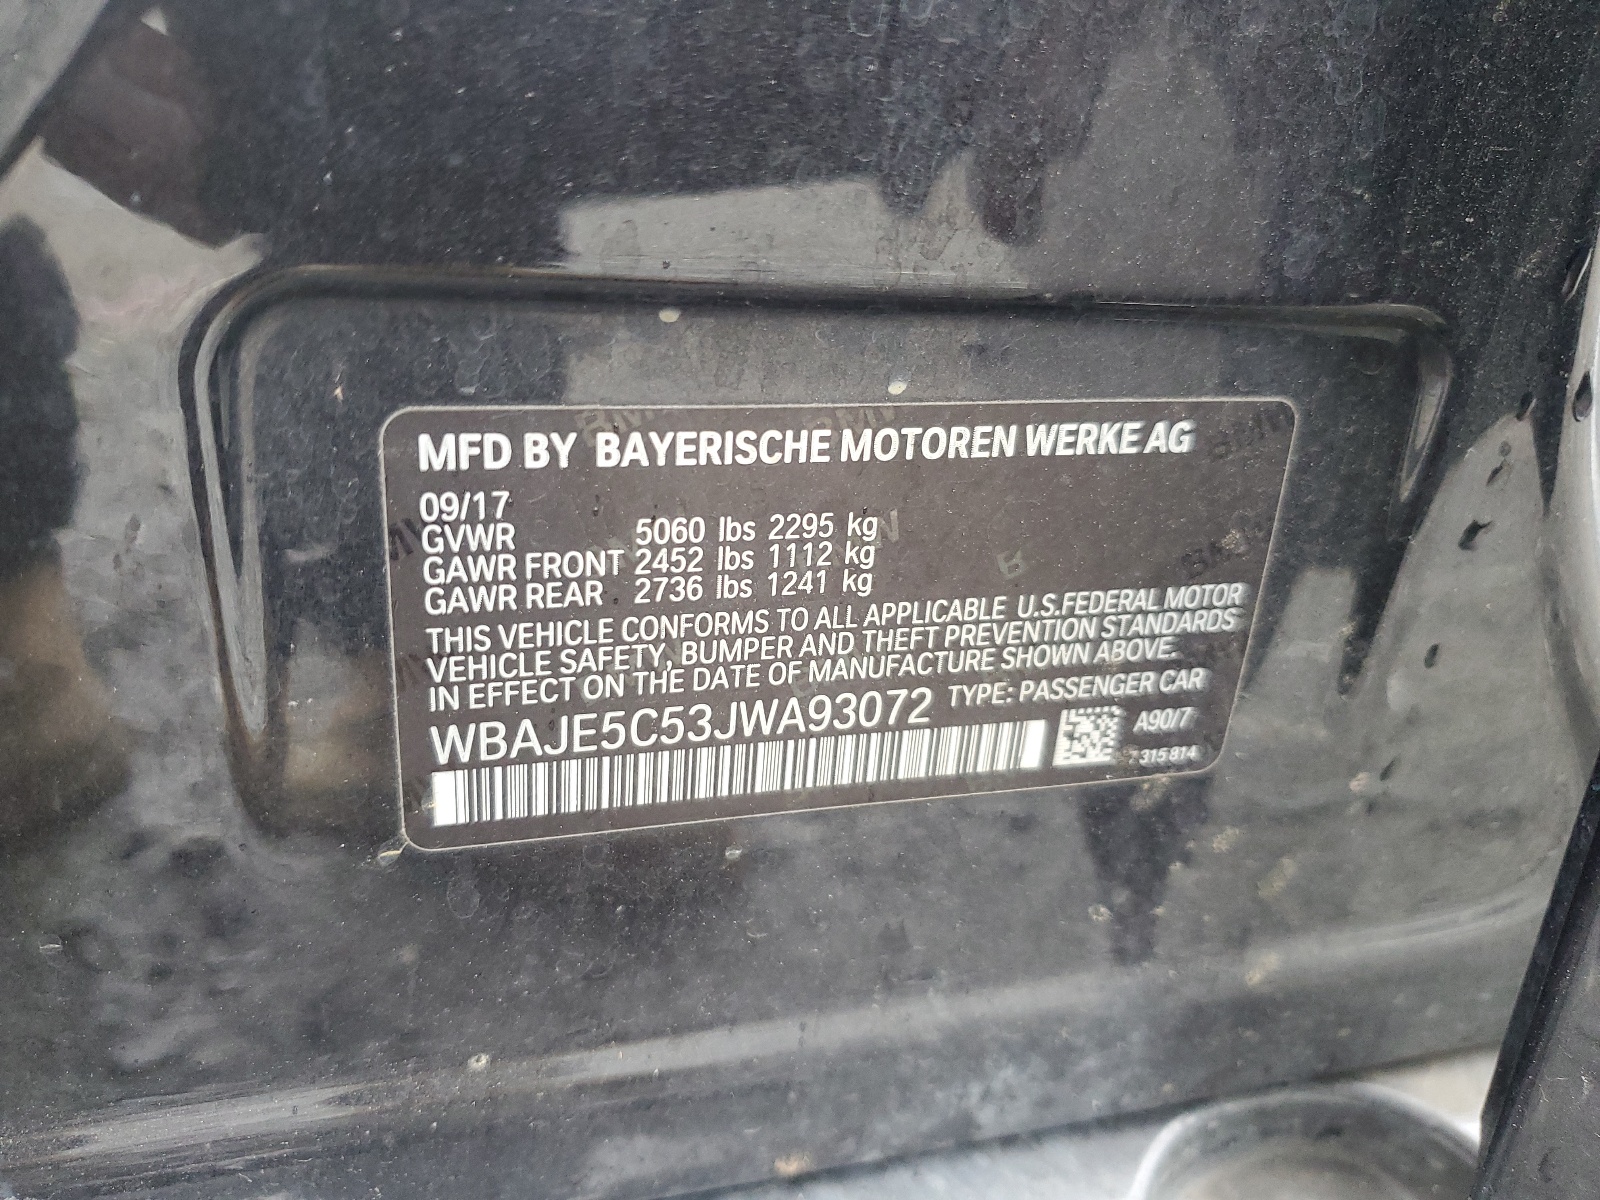 MFD BY BAYERISCHE MOTOREN WERKE AG
09/17
GVWR 5060 lbs 2295 kg
GAWR FRONT 2452 lbs 1112 kg
GAWR REAR 2736 lbs 1241 kg
THIS VEHICLE CONFORMS TO ALL APPLICABLE U.S.FEDERAL MOTOR
VEHICLE SAFETY, BUMPER AND THEFT PREVENTION STANDARDS
IN EFFECT ON THE DATE OF MANUFACTURE SHOWN ABOVE.
WBAJE5C53JWA93072 TYPE: PASSENGER CAR
A90/7
315814